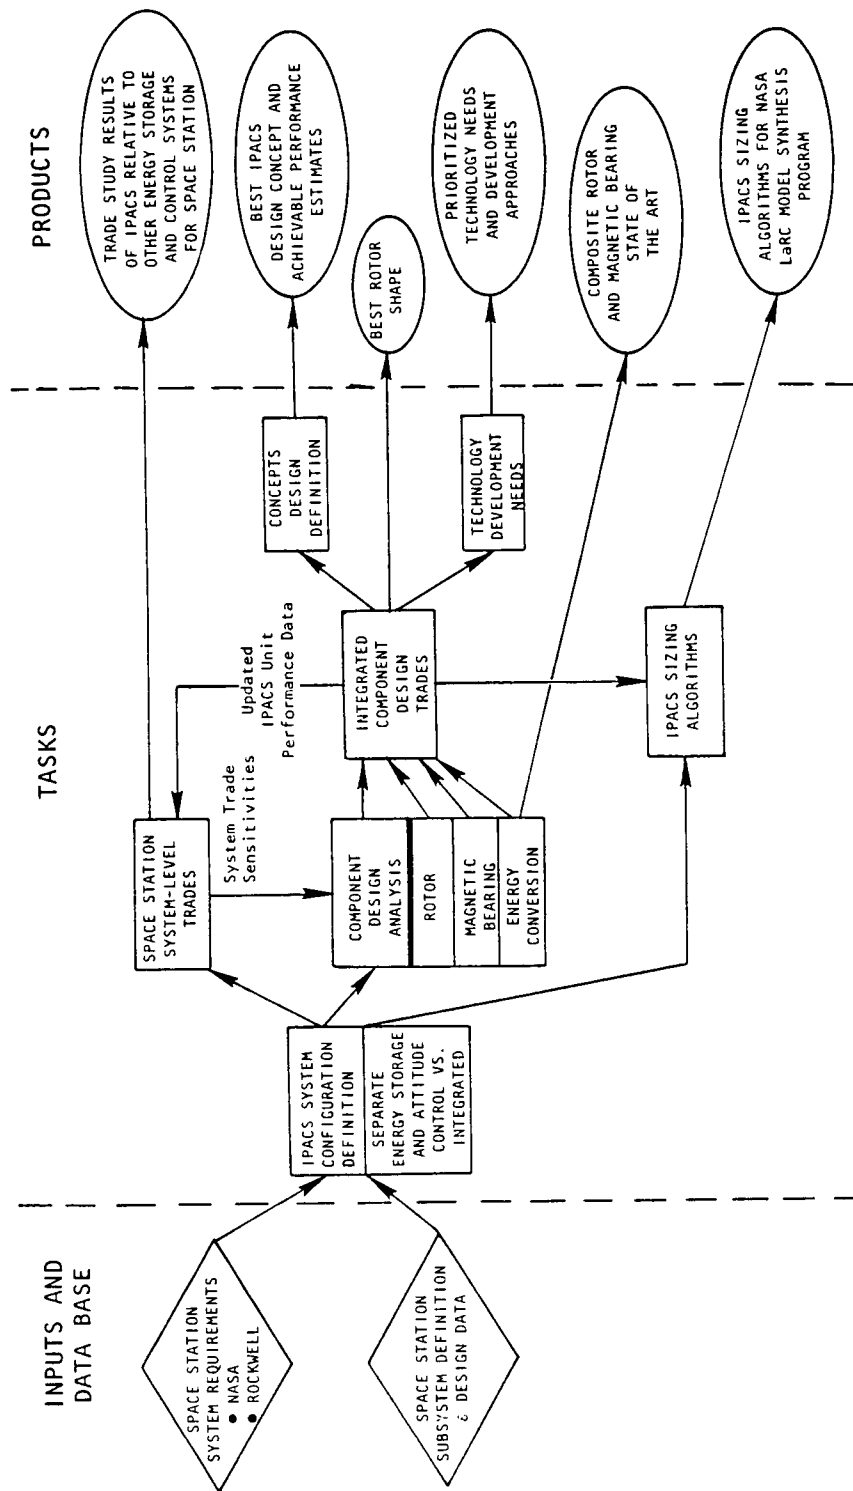 INPUTS AND
DATA BASE
TASKS
PRODUCTS
SPACE STATION
SYSTEM REQUIREMENTS
● NASA
● ROCKWELL
SPACE STATION
SUBSYSTEM DEFINITION
& DESIGN DATA
IPACS SYSTEM
CONFIGURATION
DEFINITION
SEPARATE
ENERGY STORAGE
AND ATTITUDE
CONTROL VS.
INTEGRATED
SPACE STATION
SYSTEM-LEVEL
TRADES
System Trade
Sensitivities
Updated
IPACS Unit
Performance Data
COMPONENT
DESIGN
ANALYSIS
ROTOR
MAGNETIC
BEARING
ENERGY
CONVERSION
INTEGRATED
COMPONENT
DESIGN
TRADES
IPACS SIZING
ALGORITHMS
CONCEPTS
DESIGN
DEFINITION
TECHNOLOGY
DEVELOPMENT
NEEDS
TRADE STUDY RESULTS
OF IPACS RELATIVE TO
OTHER ENERGY STORAGE
AND CONTROL SYSTEMS
FOR SPACE STATION
BEST IPACS
DESIGN CONCEPT AND
ACHIEVABLE PERFORMANCE
ESTIMATES
BEST ROTOR
SHAPE
PRIORITIZED
TECHNOLOGY NEEDS
AND DEVELOPMENT
APPROACHES
COMPOSITE ROTOR
AND MAGNETIC BEARING
STATE OF
THE ART
IPACS SIZING
ALGORITHMS FOR NASA
LaRC MODEL SYNTHESIS
PROGRAM